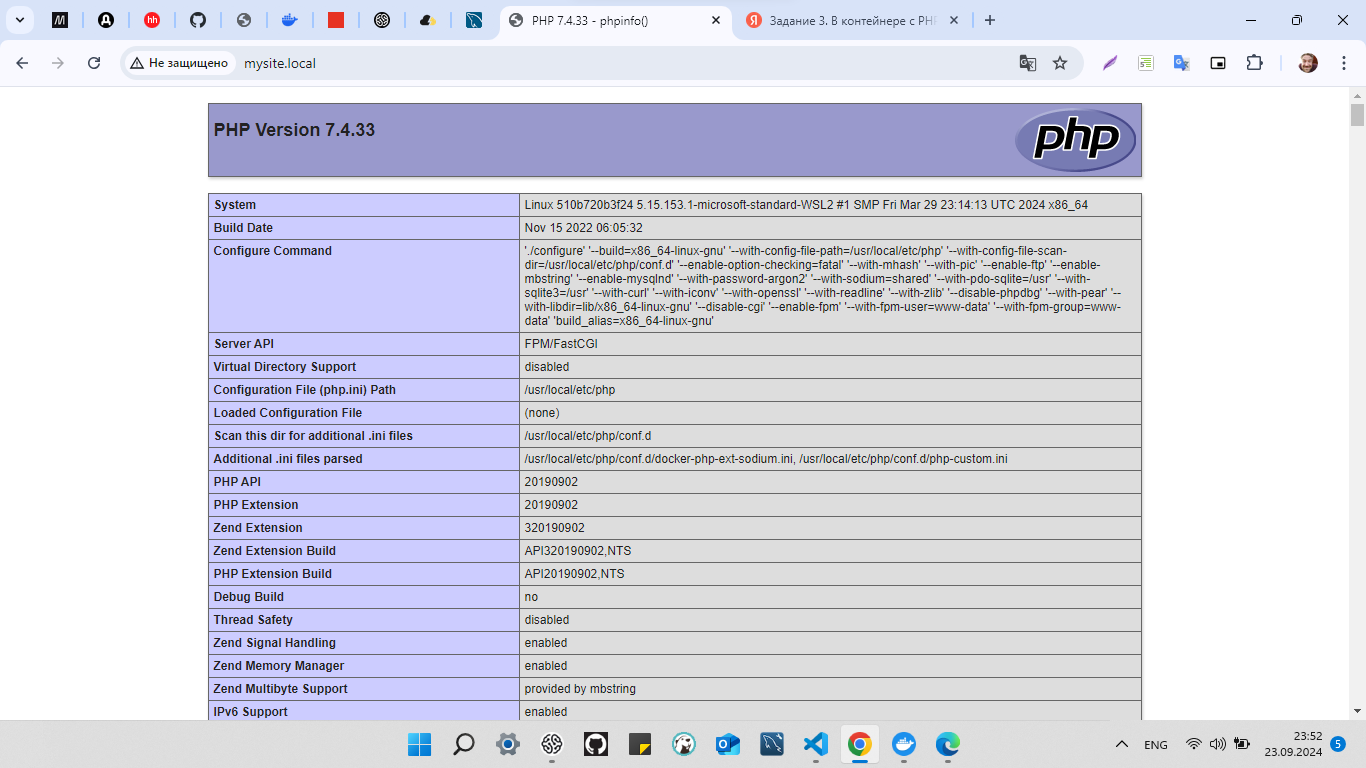 M
hh
PHP 7.4.33 - phpinfo()
Я
Задание 3. В контейнере с PHP
Не защищено
mysite.local
PHP Version 7.4.33
php
System
Linux 510b720b3f24 5.15.153.1-microsoft-standard-WSL2 #1 SMP Fri Mar 29 23:14:13 UTC 2024 x86_64
Build Date
Nov 15 2022 06:05:32
Configure Command
'./configure' '--build=x86_64-linux-gnu' '--with-config-file-path=/usr/local/etc/php' '--with-config-file-scan-
dir=/usr/local/etc/php/conf.d' '--enable-option-checking=fatal' '--with-mhash' '--with-pic' '--enable-ftp' '--enable-
mbstring' '--enable-mysqlnd' '--with-password-argon2' '--with-sodium=shared' '--with-pdo-sqlite=/usr' '--with-
sqlite3=/usr' '--with-curl' '--with-iconv' '--with-openssl' '--with-readline' '--with-zlib' '--disable-phpdbg' '--with-pear' '--
with-libdir=lib/x86_64-linux-gnu' '--disable-cgi' '--enable-fpm' '--with-fpm-user=www-data' '--with-fpm-group=www-
data' 'build_alias=x86_64-linux-gnu'
Server API
FPM/FastCGI
Virtual Directory Support
disabled
Configuration File (php.ini) Path
/usr/local/etc/php
Loaded Configuration File
(none)
Scan this dir for additional .ini files
/usr/local/etc/php/conf.d
Additional .ini files parsed
/usr/local/etc/php/conf.d/docker-php-ext-sodium.ini, /usr/local/etc/php/conf.d/php-custom.ini
PHP API
20190902
PHP Extension
20190902
Zend Extension
320190902
Zend Extension Build
API320190902,NTS
PHP Extension Build
API20190902,NTS
Debug Build
no
Thread Safety
disabled
Zend Signal Handling
enabled
Zend Memory Manager
enabled
Zend Multibyte Support
provided by mbstring
IPv6 Support
enabled
ENG
23:52
23.09.2024
5